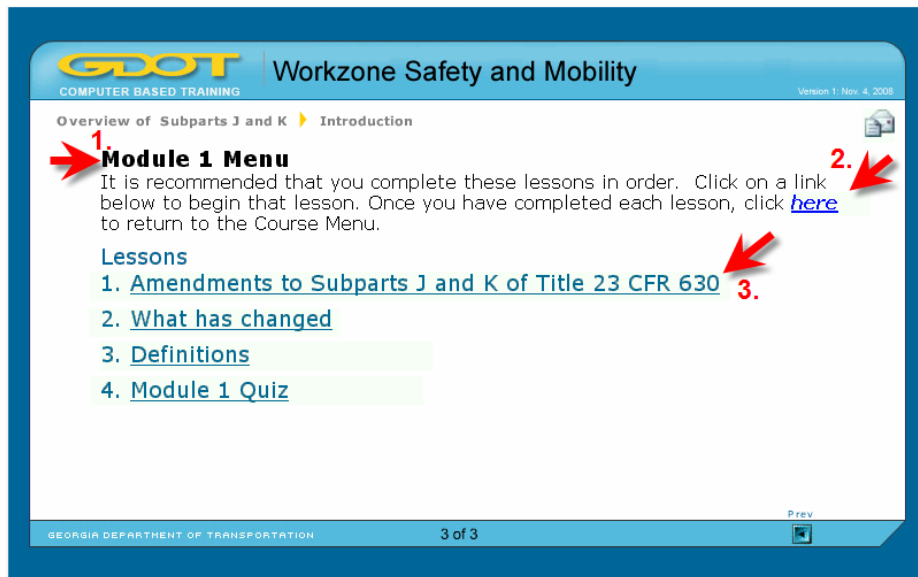 GDOT
COMPUTER BASED TRAINING
Workzone Safety and Mobility
Version 1: Nov. 4, 2008
Overview of Subparts J and K Introduction
1.
Module 1 Menu
2.
It is recommended that you complete these lessons in order. Click on a link
below to begin that lesson. Once you have completed each lesson, click here
to return to the Course Menu.
Lessons
1. Amendments to Subparts J and K of Title 23 CFR 630
3.
2. What has changed
3. Definitions
4. Module 1 Quiz
Prev
GEORGIA DEPARTMENT OF TRANSPORTATION
3 of 3